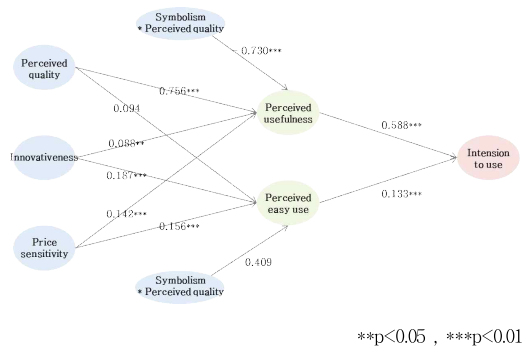 Symbolism
* Perceived quality
− 0.730***
Perceived
quality
0.756***
0.094
Perceived
usefulness
0.588***
0.088**
Innovativeness
Intension
to use
0.187***
0.133***
Perceived
easy use
0.142***
0.156***
Price
sensitivity
0.409
Symbolism
* Perceived quality
**p<0.05 , ***p<0.01